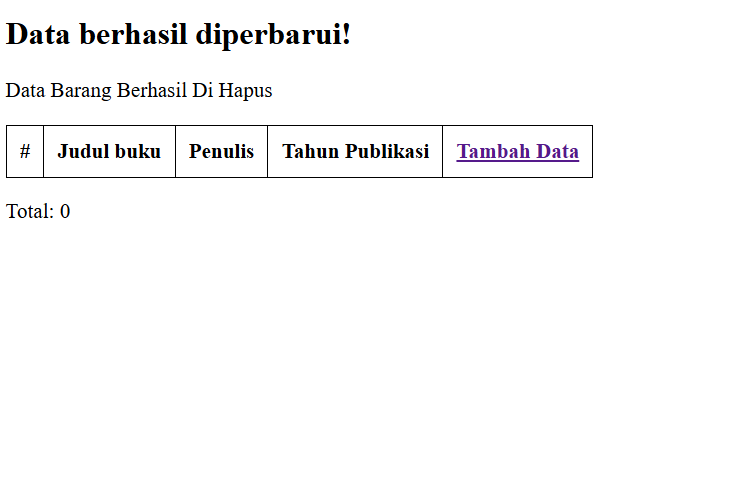 Data berhasil diperbarui!
Data Barang Berhasil Di Hapus
# Judul buku Penulis Tahun Publikasi Tambah Data
Total: 0